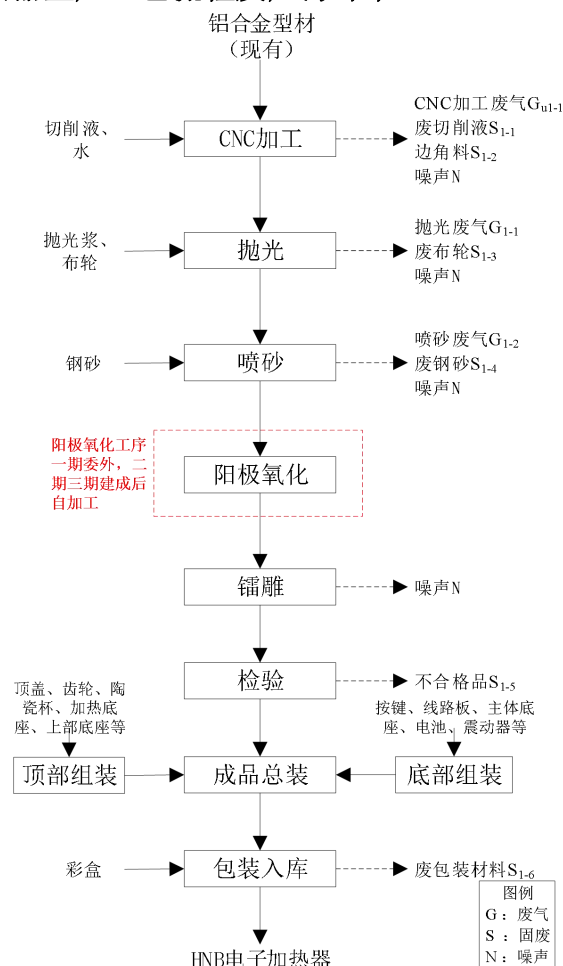 铝合金型材
（现有）
切削液、
水
CNC加工
CNC加工废气Gu1-1
废切削液S1-1
边角料S1-2
噪声N
抛光浆、
布轮
抛光
抛光废气G1-1
废布轮S1-3
噪声N
钢砂
喷砂
喷砂废气G1-2
废钢砂S1-4
噪声N
阳极氧化工序
一期委外，二
期三期建成后
自加工
阳极氧化
镭雕
噪声N
检验
不合格品S1-5
顶盖、齿轮、陶
瓷杯、加热底
座、上部底座等
按键、线路板、主体底
座、电池、震动器等
顶部组装
成品总装
底部组装
彩盒
包装入库
废包装材料S1-6
图例
G：废气
S：固废
N：噪声
HNB电子加热器